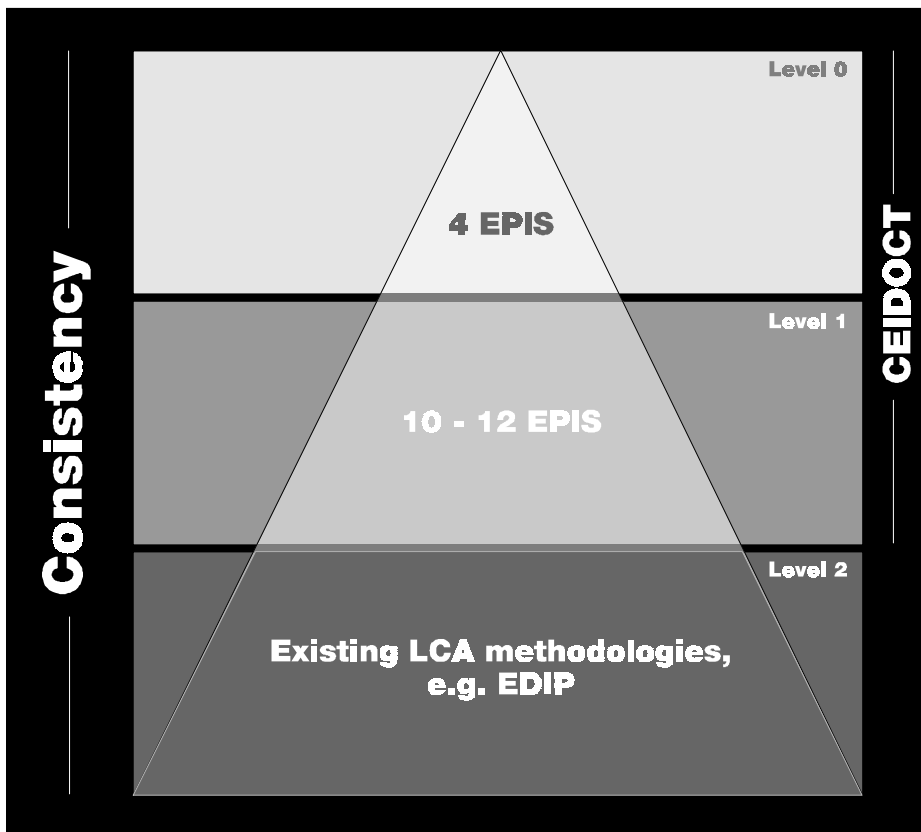 Level 0
4 EPIS
Level 1
10 - 12 EPIS
Level 2
Existing LCA methodologies,
e.g. EDIP
Consistency
CEIDOCT